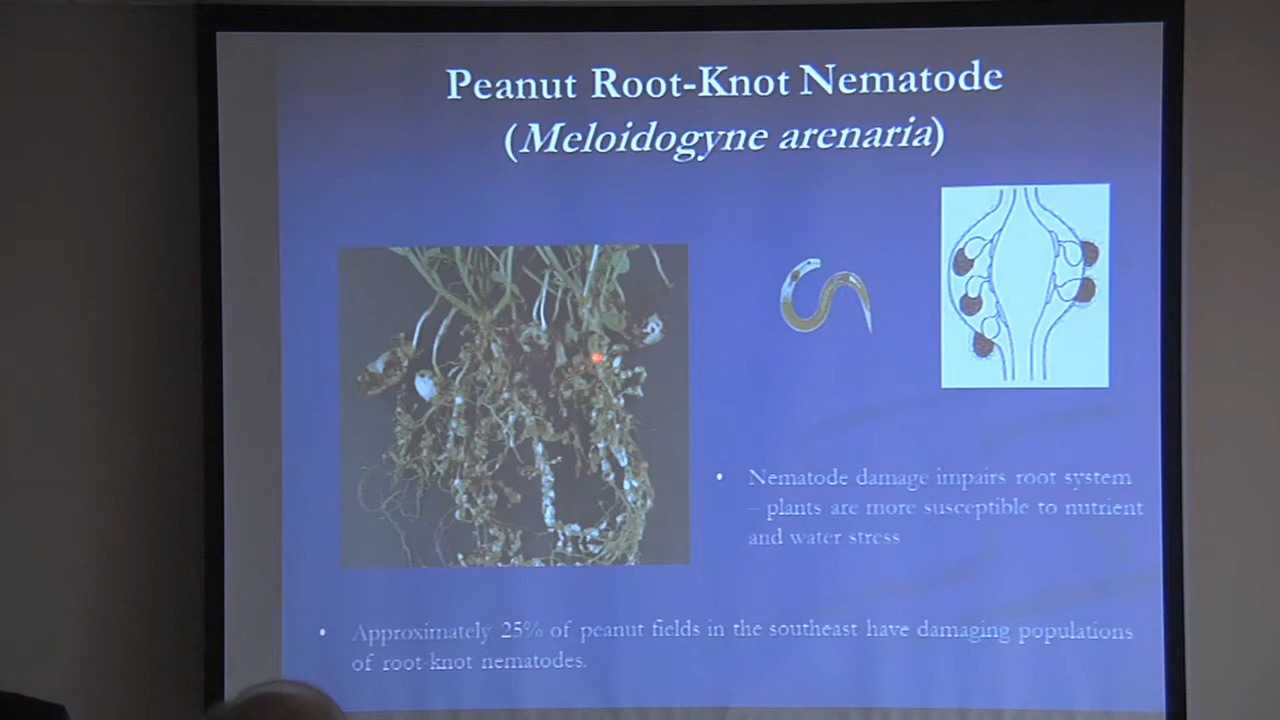 Peanut Root-Knot Nematode
(Meloidogyne arenaria)
• Nematode damage impairs root system
– plants are more susceptible to nutrient
and water stress
• Approximately 25% of peanut fields in the southeast have damaging populations
of root-knot nematodes.